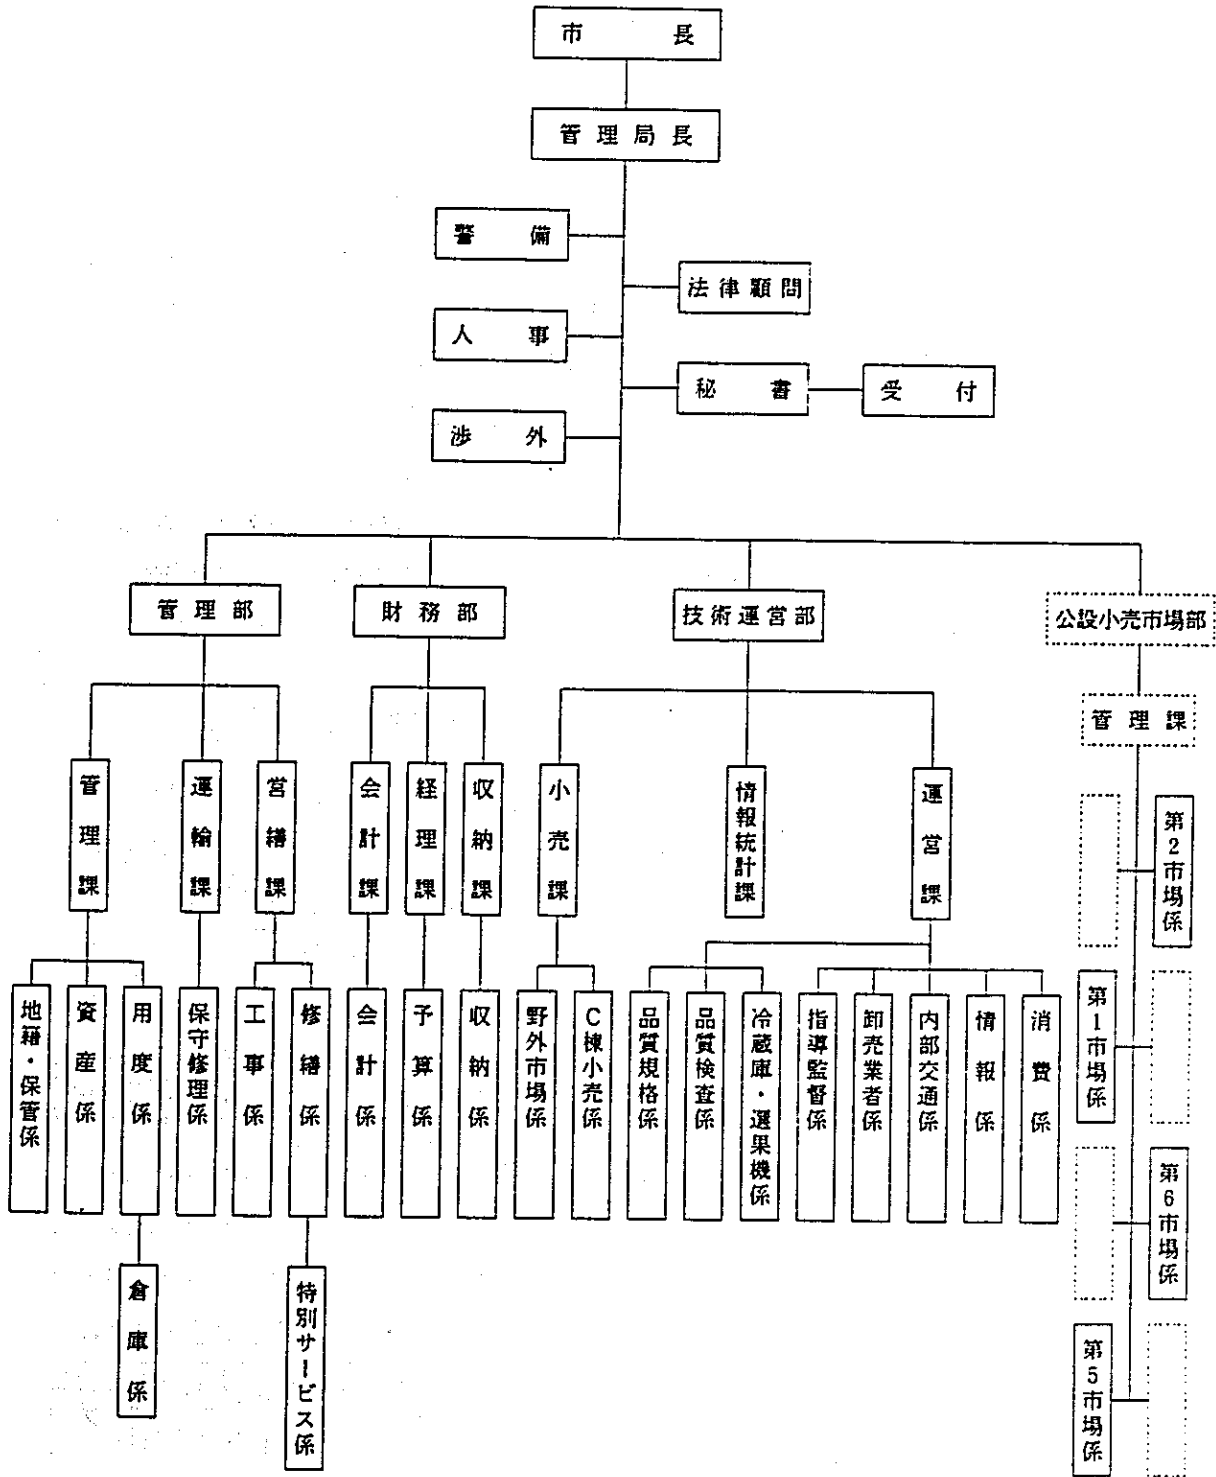 市長
管理局長
警備
法律顧問
人事
秘書
受付
渉外
管理部
財務部
技術運営部
公設小売市場部
管理課
管理課
運輸課
営繕課
会計課
経理課
収納課
小売課
情報統計課
運営課
第2市場係
地籍・保管係
資産係
用度係
保守修理係
工事係
修繕係
会計係
予算係
収納係
野外市場係
C棟小売係
品質規格係
品質検査係
冷蔵庫・選果機係
指導監督係
卸売業者係
内部交通係
情報係
消費係
第1市場係
第6市場係
倉庫係
特別サービス係
第5市場係